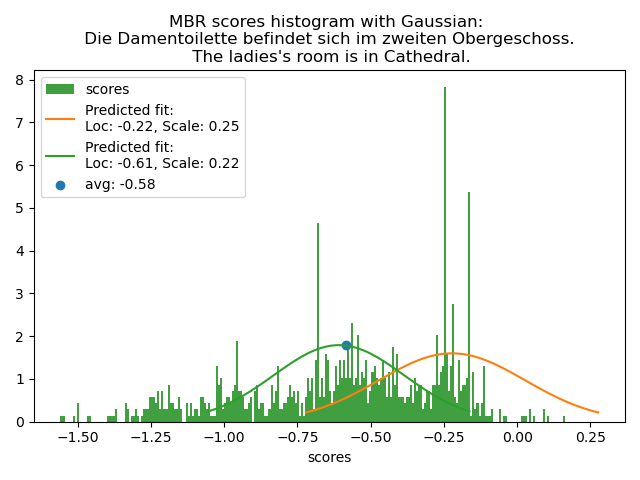 MBR scores histogram with Gaussian:
Die Damentoilette befindet sich im zweiten Obergeschoss.
The ladies's room is in Cathedral.
scores
Predicted fit:
Loc: -0.22, Scale: 0.25
Predicted fit:
Loc: -0.61, Scale: 0.22
avg: -0.58
8
7
6
5
4
3
2
1
0
−1.50 −1.25 −1.00 −0.75 −0.50 −0.25 0.00 0.25
scores